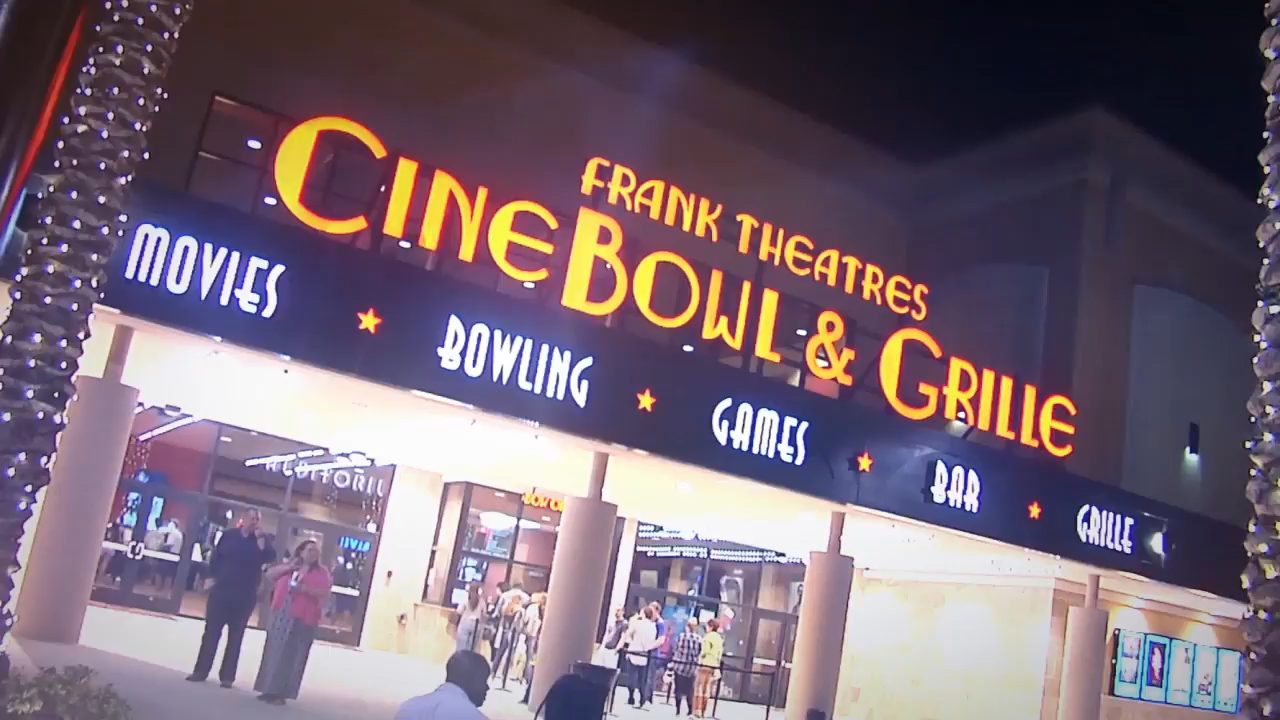 FRANK THEATRES
CINEBOWL & GRILLE
MOVIES ★ BOWLING ★ GAMES ★ BAR ★ GRILLE